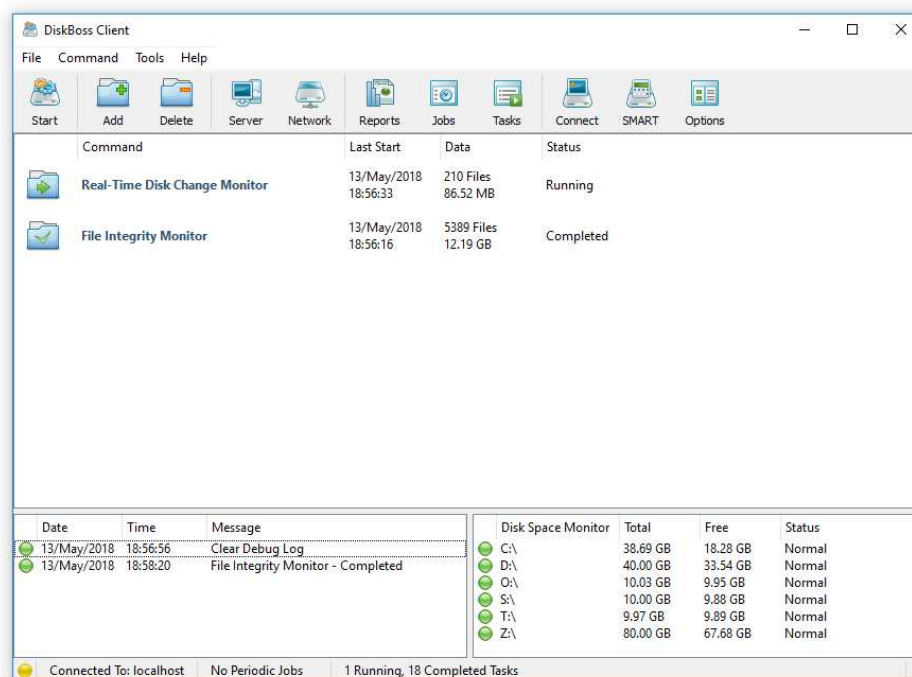 DiskBoss Client
File Command Tools Help
Start Add Delete Server Network Reports Jobs Tasks Connect SMART Options
Command Last Start Data Status
Real-Time Disk Change Monitor 13/May/2018 18:56:33 210 Files 86.52 MB Running
File Integrity Monitor 13/May/2018 18:56:16 5389 Files 12.19 GB Completed
Date Time Message
13/May/2018 18:56:56 Clear Debug Log
13/May/2018 18:58:20 File Integrity Monitor - Completed
Disk Space Monitor Total Free Status
C:\ 38.69 GB 18.28 GB Normal
D:\ 40.00 GB 33.54 GB Normal
O:\ 10.03 GB 9.95 GB Normal
S:\ 10.00 GB 9.88 GB Normal
T:\ 9.97 GB 9.89 GB Normal
Z:\ 80.00 GB 67.68 GB Normal
Connected To: localhost No Periodic Jobs 1 Running, 18 Completed Tasks